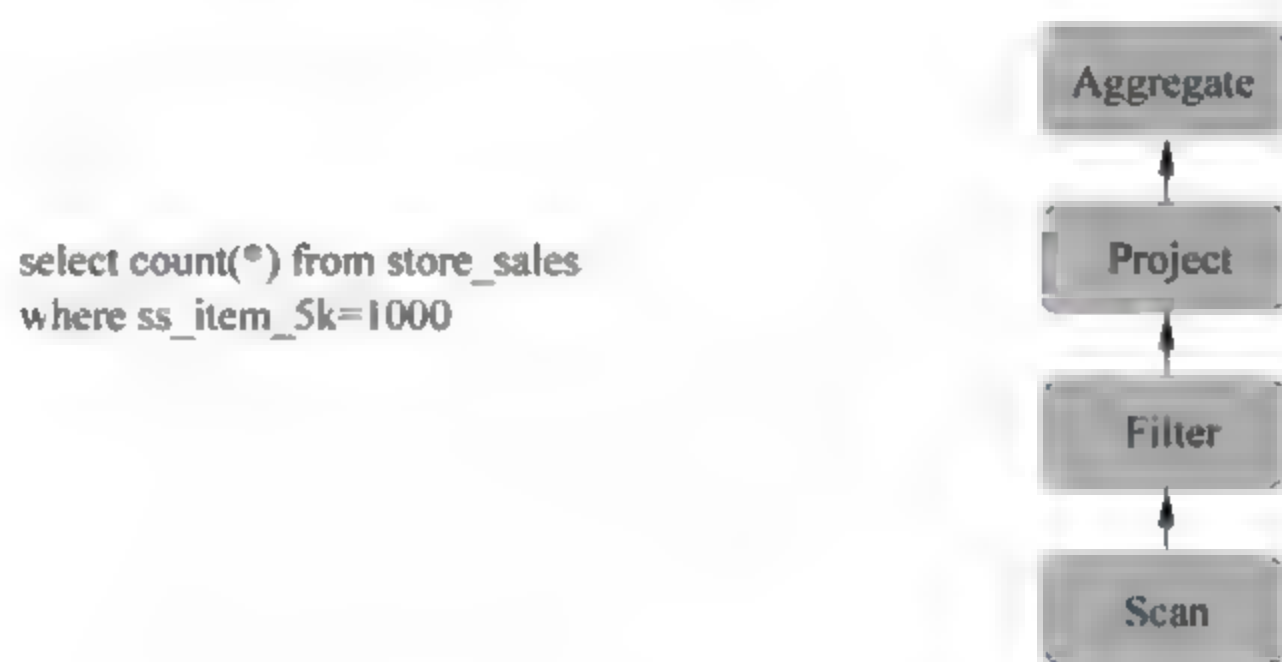 select count(*) from store_sales
where ss_item_5k=1000
Aggregate
Project
Filter
Scan